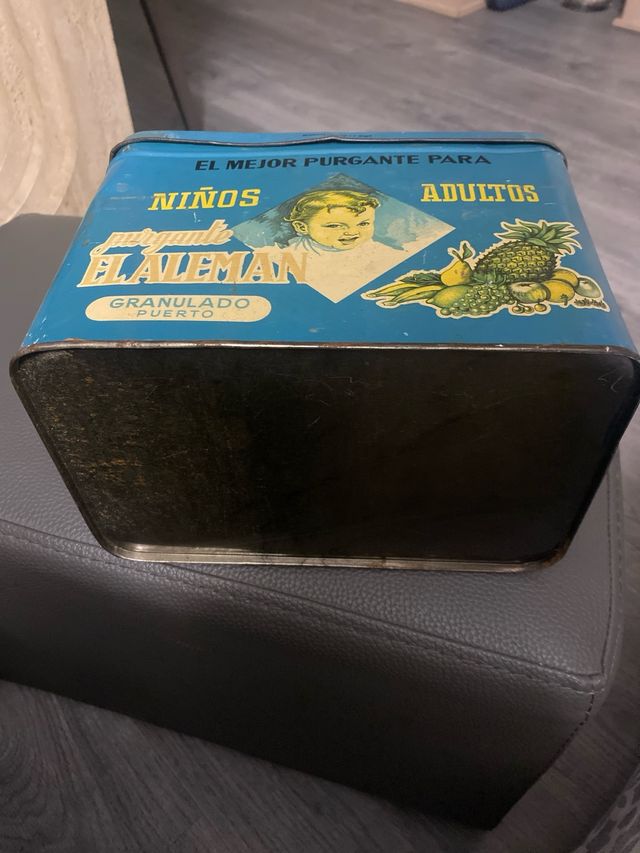 EL MEJOR PURGANTE PARA
NIÑOS
ADULTOS
purgante
EL ALEMAN
GRANULADO
PUERTO